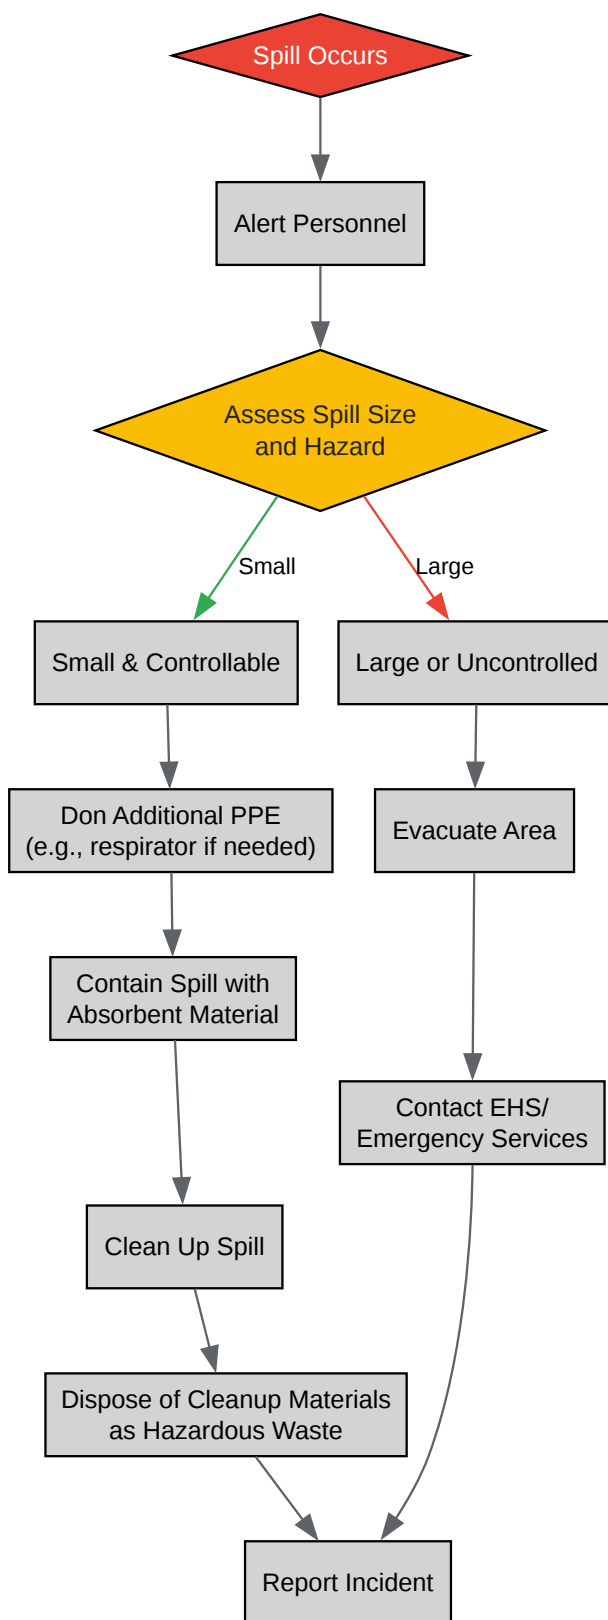 Spill Occurs
Alert Personnel
Assess Spill Size
and Hazard
Small
Large
Small & Controllable
Large or Uncontrolled
Don Additional PPE
(e.g., respirator if needed)
Evacuate Area
Contain Spill with
Absorbent Material
Contact EHS/
Emergency Services
Clean Up Spill
Dispose of Cleanup Materials
as Hazardous Waste
Report Incident